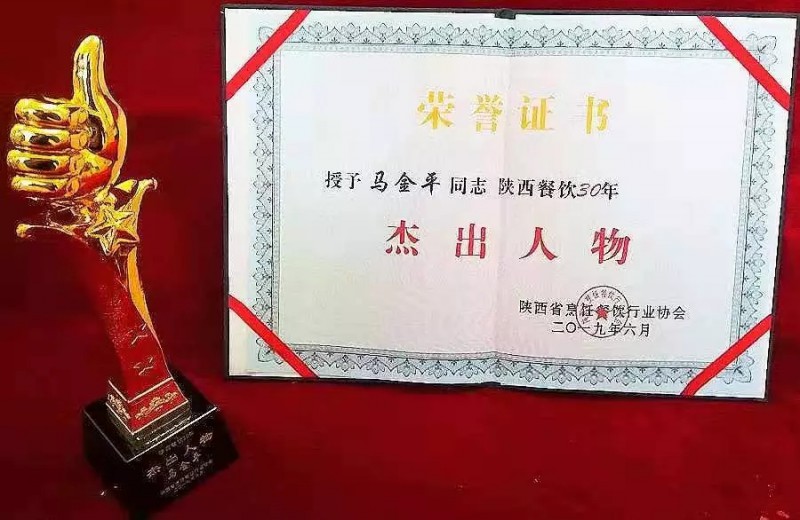 荣誉证书
授予 马金平 同志 陕西餐饮30年
杰出人物
陕西省烹饪餐饮行业协会
二〇一九年六月
杰出人物
马金平